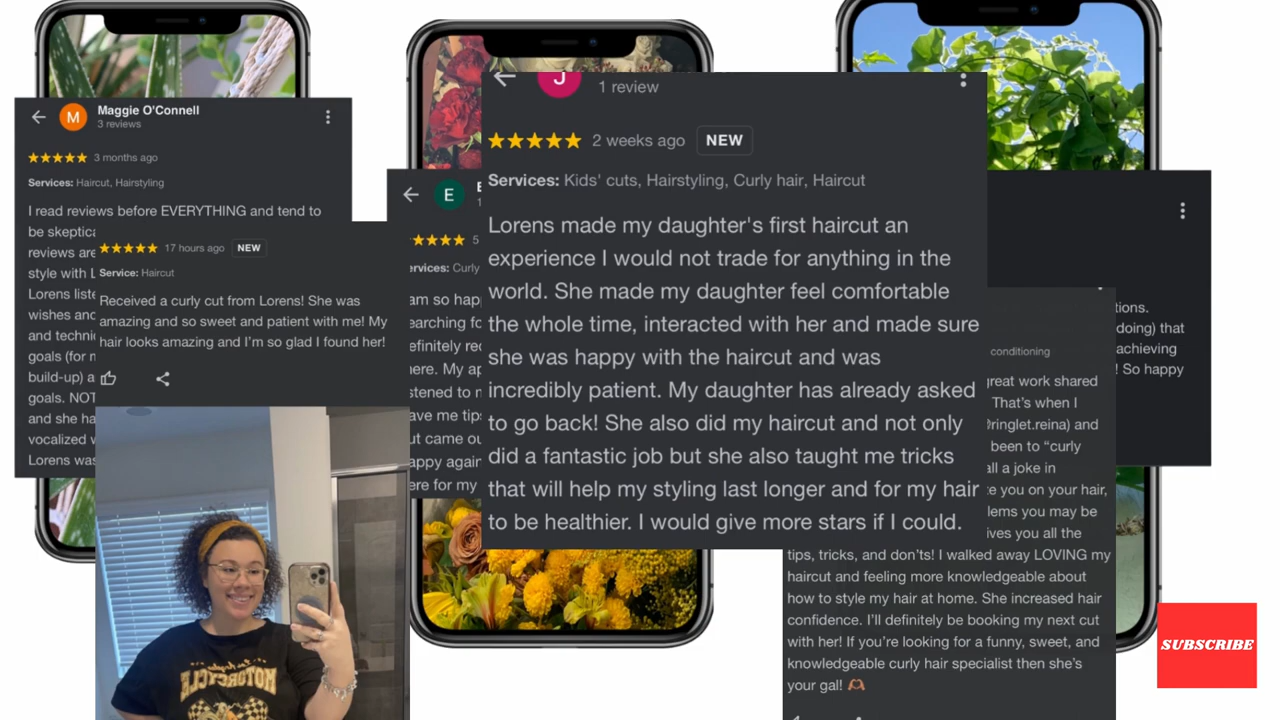 Maggie O'Connell
3 reviews
3 months ago
Services: Haircut, Hairstyling
I read reviews before EVERYTHING and tend to
be skeptica
reviews are
style with L
Lorens liste
wishes and
and techni
goals (for
build-up) a
goals. NOT
and she ha
vocalized
Lorens was
17 hours ago NEW
Service: Haircut
Received a curly cut from Lorens! She was
amazing and so sweet and patient with me! My
hair looks amazing and I'm so glad I found her!
MOTORCYCLE
E
5
ervices: Curly
am so hap
earching fo
efinitely rec
here. My ap
stened to
ave me tips
ut came ou
appy again
ere for my
J
1 review
2 weeks ago NEW
Services: Kids' cuts, Hairstyling, Curly hair, Haircut
Lorens made my daughter's first haircut an
experience I would not trade for anything in the
world. She made my daughter feel comfortable
the whole time, interacted with her and made sure
she was happy with the haircut and was
incredibly patient. My daughter has already asked
to go back! She also did my haircut and not only
did a fantastic job but she also taught me tricks
that will help my styling last longer and for my hair
to be healthier. I would give more stars if I could.
tions.
doing) that
achieving
! So happy
conditioning
great work shared
That's when I
ringlet.reina) and
been to “curly
all a joke in
e you on your hair,
lems you may be
ives you all the
tips, tricks, and don'ts! I walked away LOVING my
haircut and feeling more knowledgeable about
how to style my hair at home. She increased hair
confidence. I'll definitely be booking my next cut
with her! If you're looking for a funny, sweet, and
knowledgeable curly hair specialist then she's
your gal! 🫶🏽
SUBSCRIBE